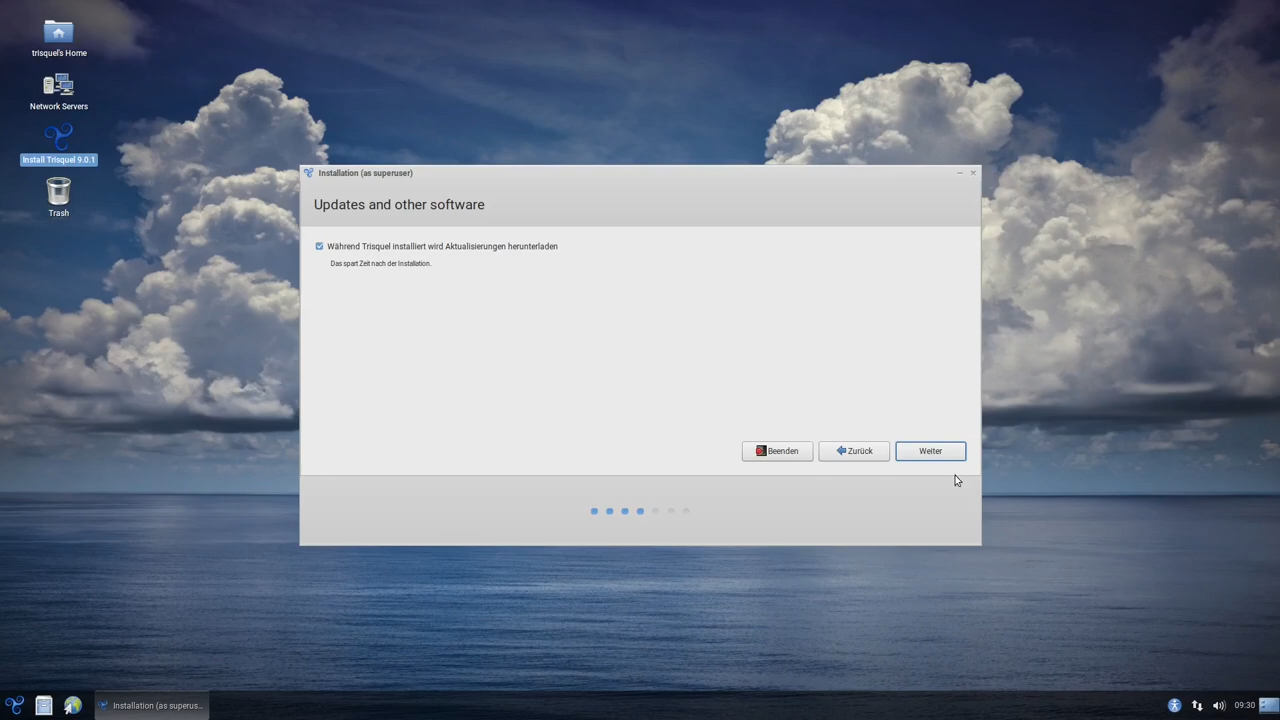 trisquel's Home
Network Servers
Install Trisquel 9.0.1
Trash
Installation (as superuser)
Updates and other software
Während Trisquel installiert wird Aktualisierungen herunterladen
Das spart Zeit nach der Installation.
Beenden
Zurück
Weiter
Installation (as superus...
09:30